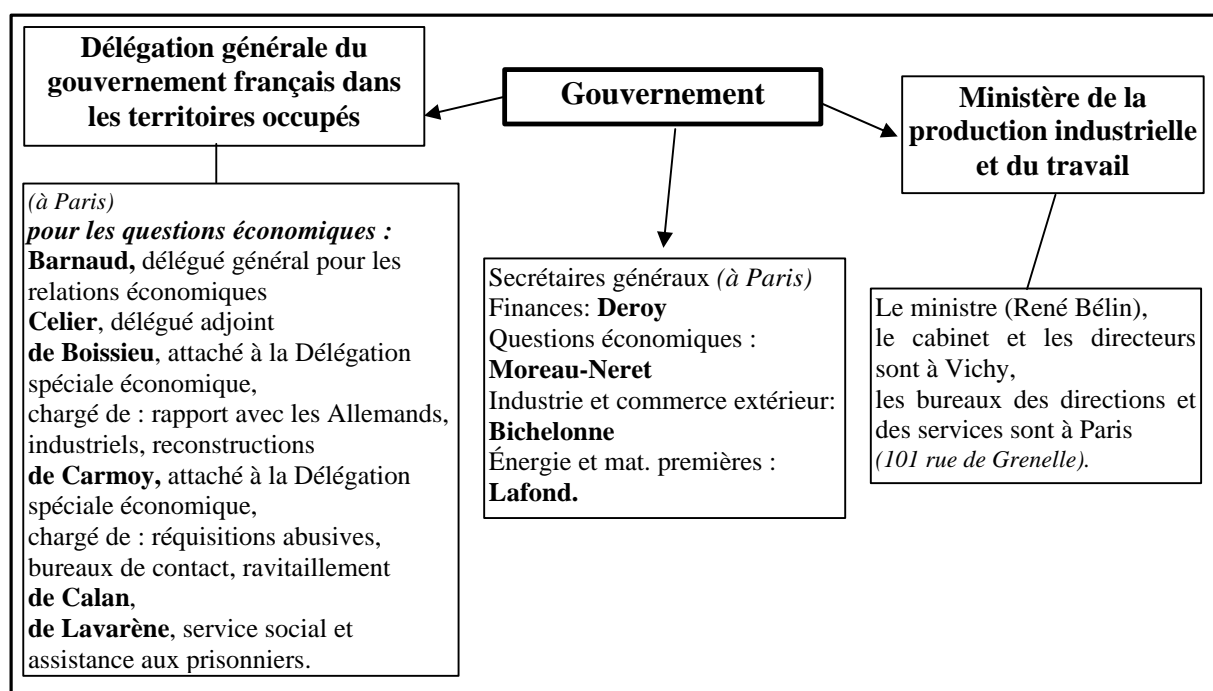 Délégation générale du
gouvernement français dans
les territoires occupés
Gouvernement
Ministère de la
production industrielle
et du travail
(à Paris)
pour les questions économiques :
Barnaud, délégué général pour les
relations économiques
Celier, délégué adjoint
de Boissieu, attaché à la Délégation
spéciale économique,
chargé de : rapport avec les Allemands,
industriels, reconstructions
de Carmoy, attaché à la Délégation
spéciale économique,
chargé de : réquisitions abusives,
bureaux de contact, ravitaillement
de Calan,
de Lavarène, service social et
assistance aux prisonniers.
Secrétaires généraux (à Paris)
Finances: Deroy
Questions économiques :
Moreau-Neret
Industrie et commerce extérieur:
Bichelonne
Énergie et mat. premières :
Lafond.
Le ministre (René Bélin),
le cabinet et les directeurs
sont à Vichy,
les bureaux des directions et
des services sont à Paris
(101 rue de Grenelle).